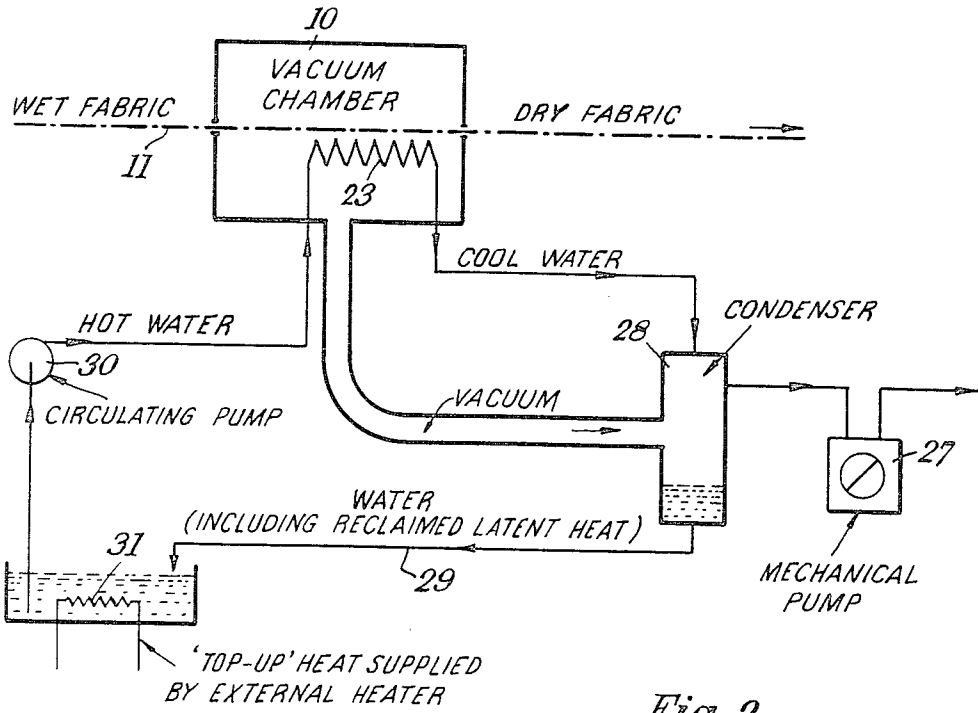 10
VACUUM
CHAMBER
WET FABRIC
DRY FABRIC
11
23
COOL WATER
HOT WATER
28
CONDENSER
30
CIRCULATING PUMP
VACUUM
27
WATER
(INCLUDING RECLAIMED LATENT HEAT)
31
29
MECHANICAL
PUMP
'TOP-UP' HEAT SUPPLIED
BY EXTERNAL HEATER